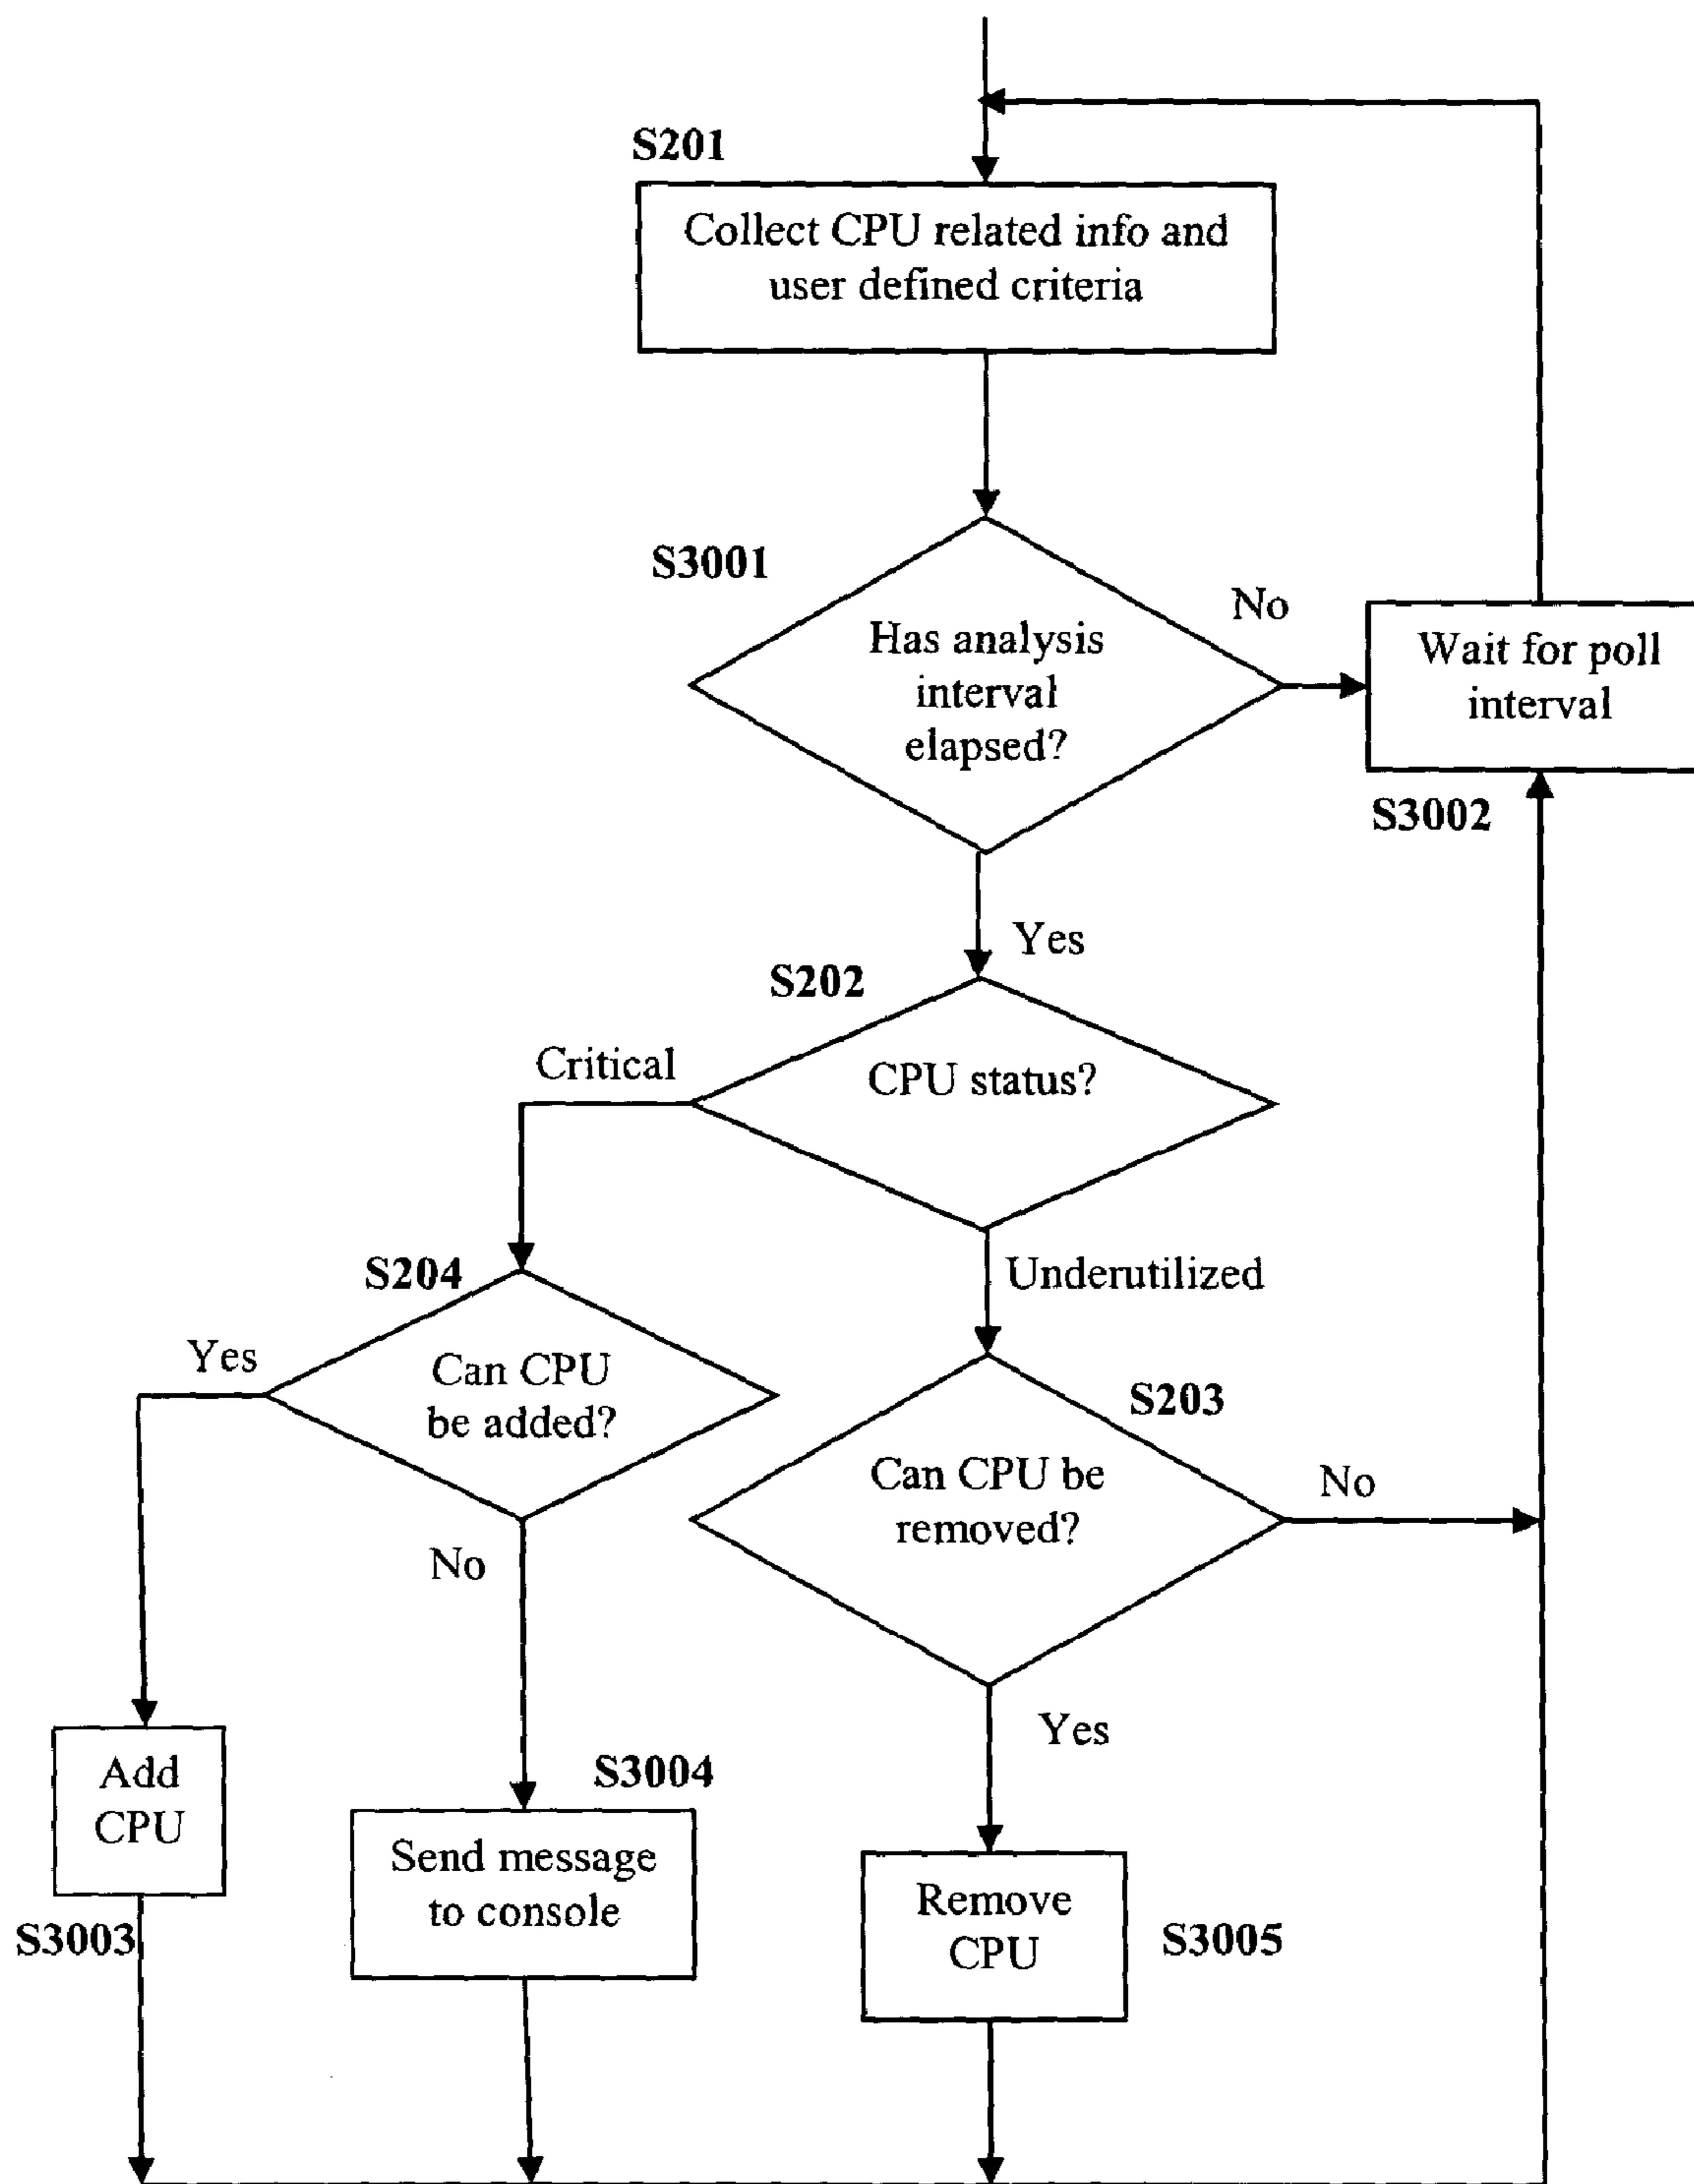 S201
Collect CPU related info and
user defined criteria
S3001
Has analysis
interval
elapsed?
No
Wait for poll
interval
S3002
Yes
S202
CPU status?
Critical
Underutilized
S204
Can CPU
be added?
Yes
No
S203
Can CPU be
removed?
No
Yes
Add
CPU
S3003
S3004
Send message
to console
Remove
CPU
S3005